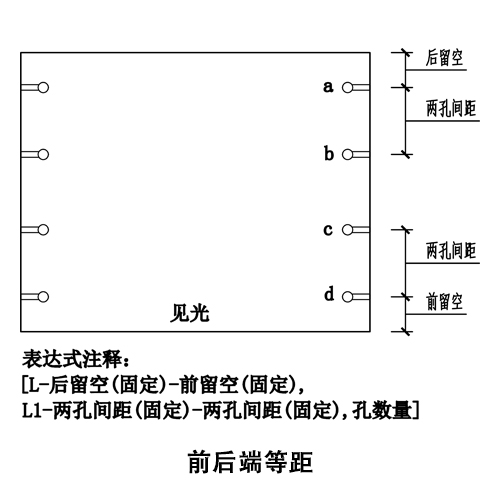 后留空
a
两孔间距
b
c
两孔间距
d
前留空
见光
表达式注释:
[L-后留空(固定)-前留空(固定),
L1-两孔间距(固定)-两孔间距(固定),孔数量]
前后端等距